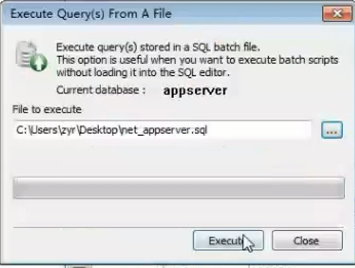 Execute Query(s) From A File
Execute query(s) stored in a SQL batch file.
This option is useful when you want to execute batch scripts
without loading it into the SQL editor.
Current database : appserver
File to execute
C:\Users\zyr\Desktop\net_appserver.sql
...
Execute Close